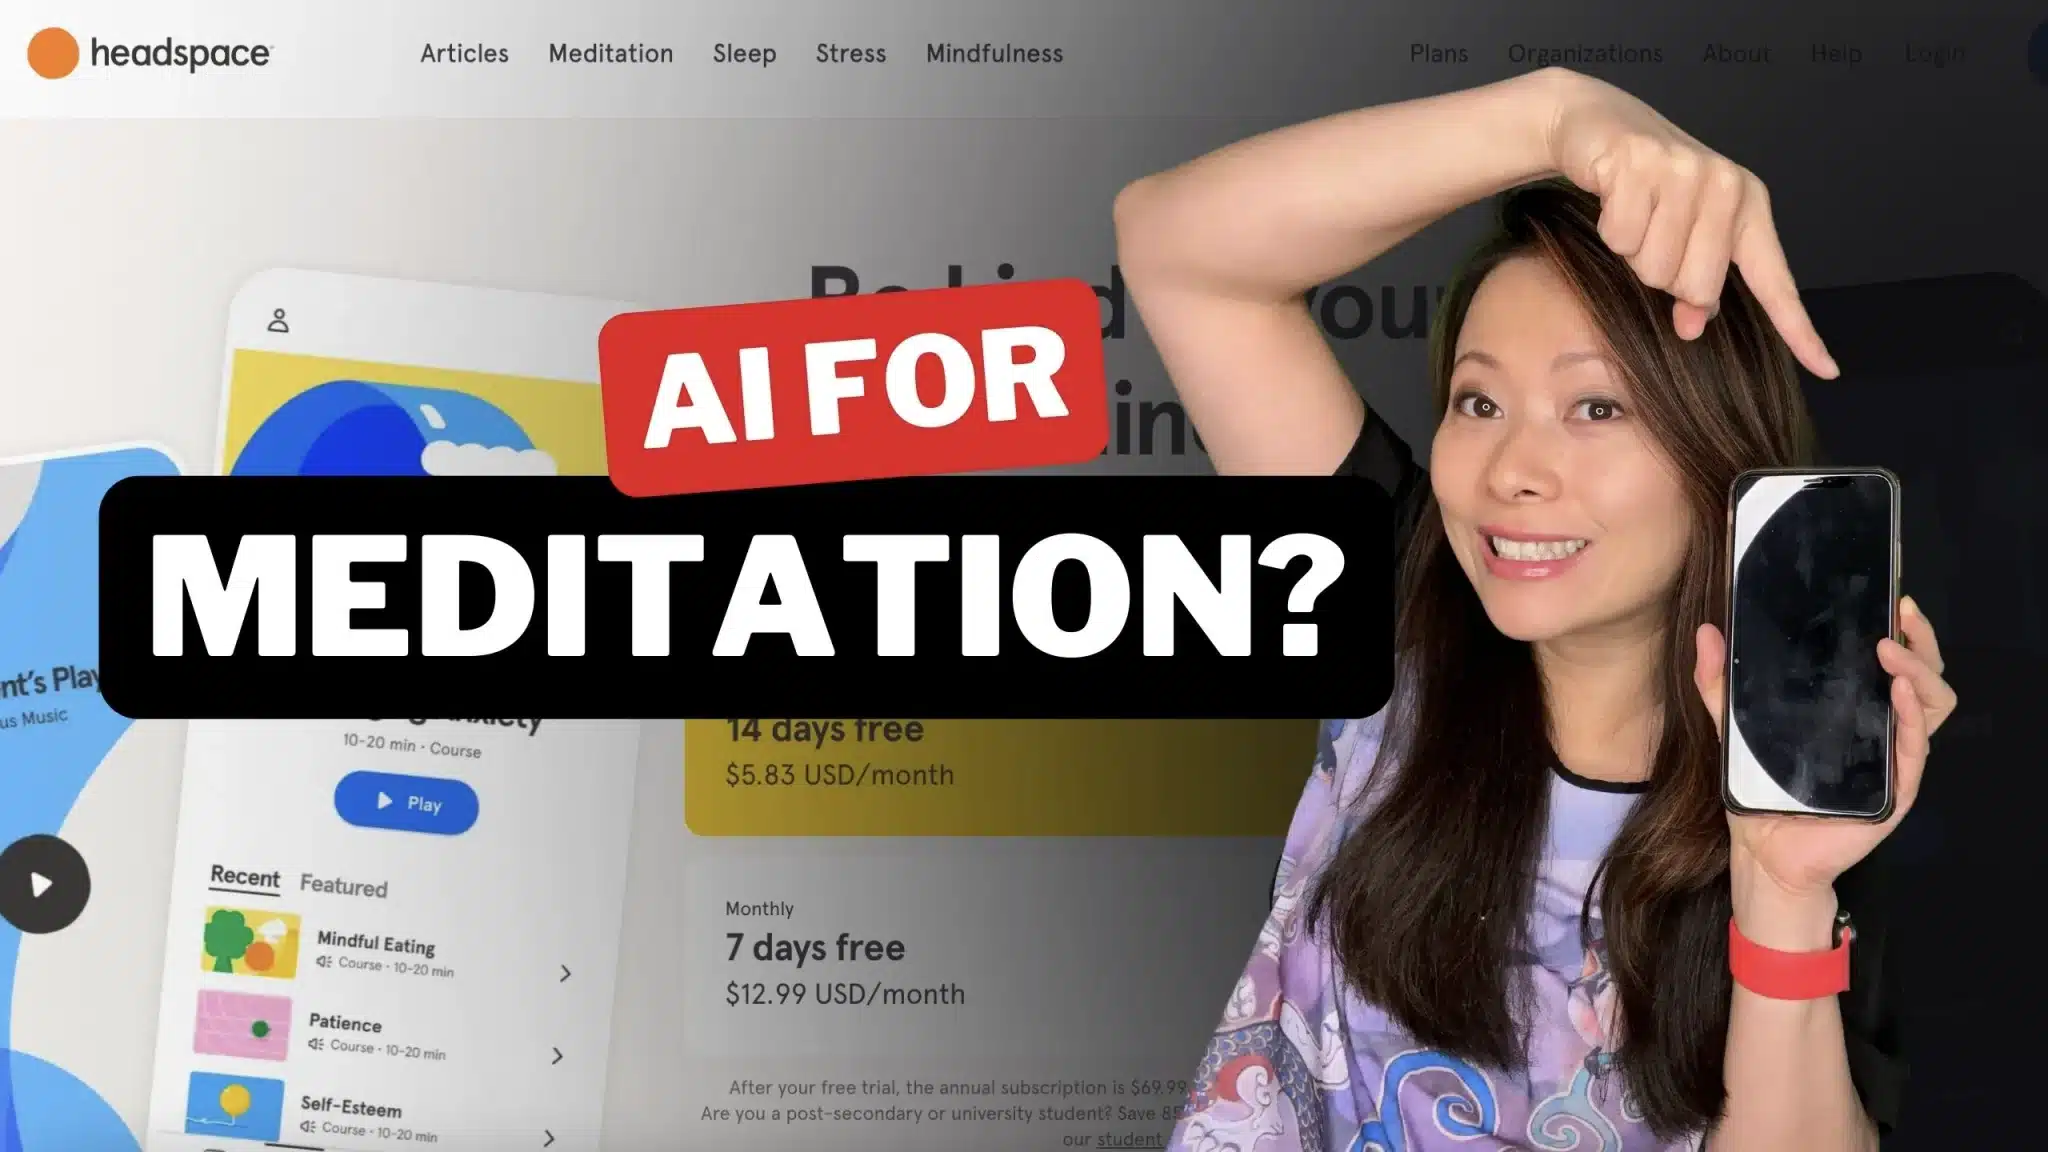 headspace
Articles Meditation Sleep Stress Mindfulness
Plans Organizations About Help Login
AI FOR
MEDITATION?
nt's Play
us Music
10-20 min · Course
Play
Recent Featured
Mindful Eating
Course · 10-20 min
Patience
Course · 10-20 min
Self-Esteem
Course · 10-20 min
14 days free
$5.83 USD/month
Monthly
7 days free
$12.99 USD/month
After your free trial, the annual subscription is $69.99
Are you a post-secondary or university student? Save 85
our student